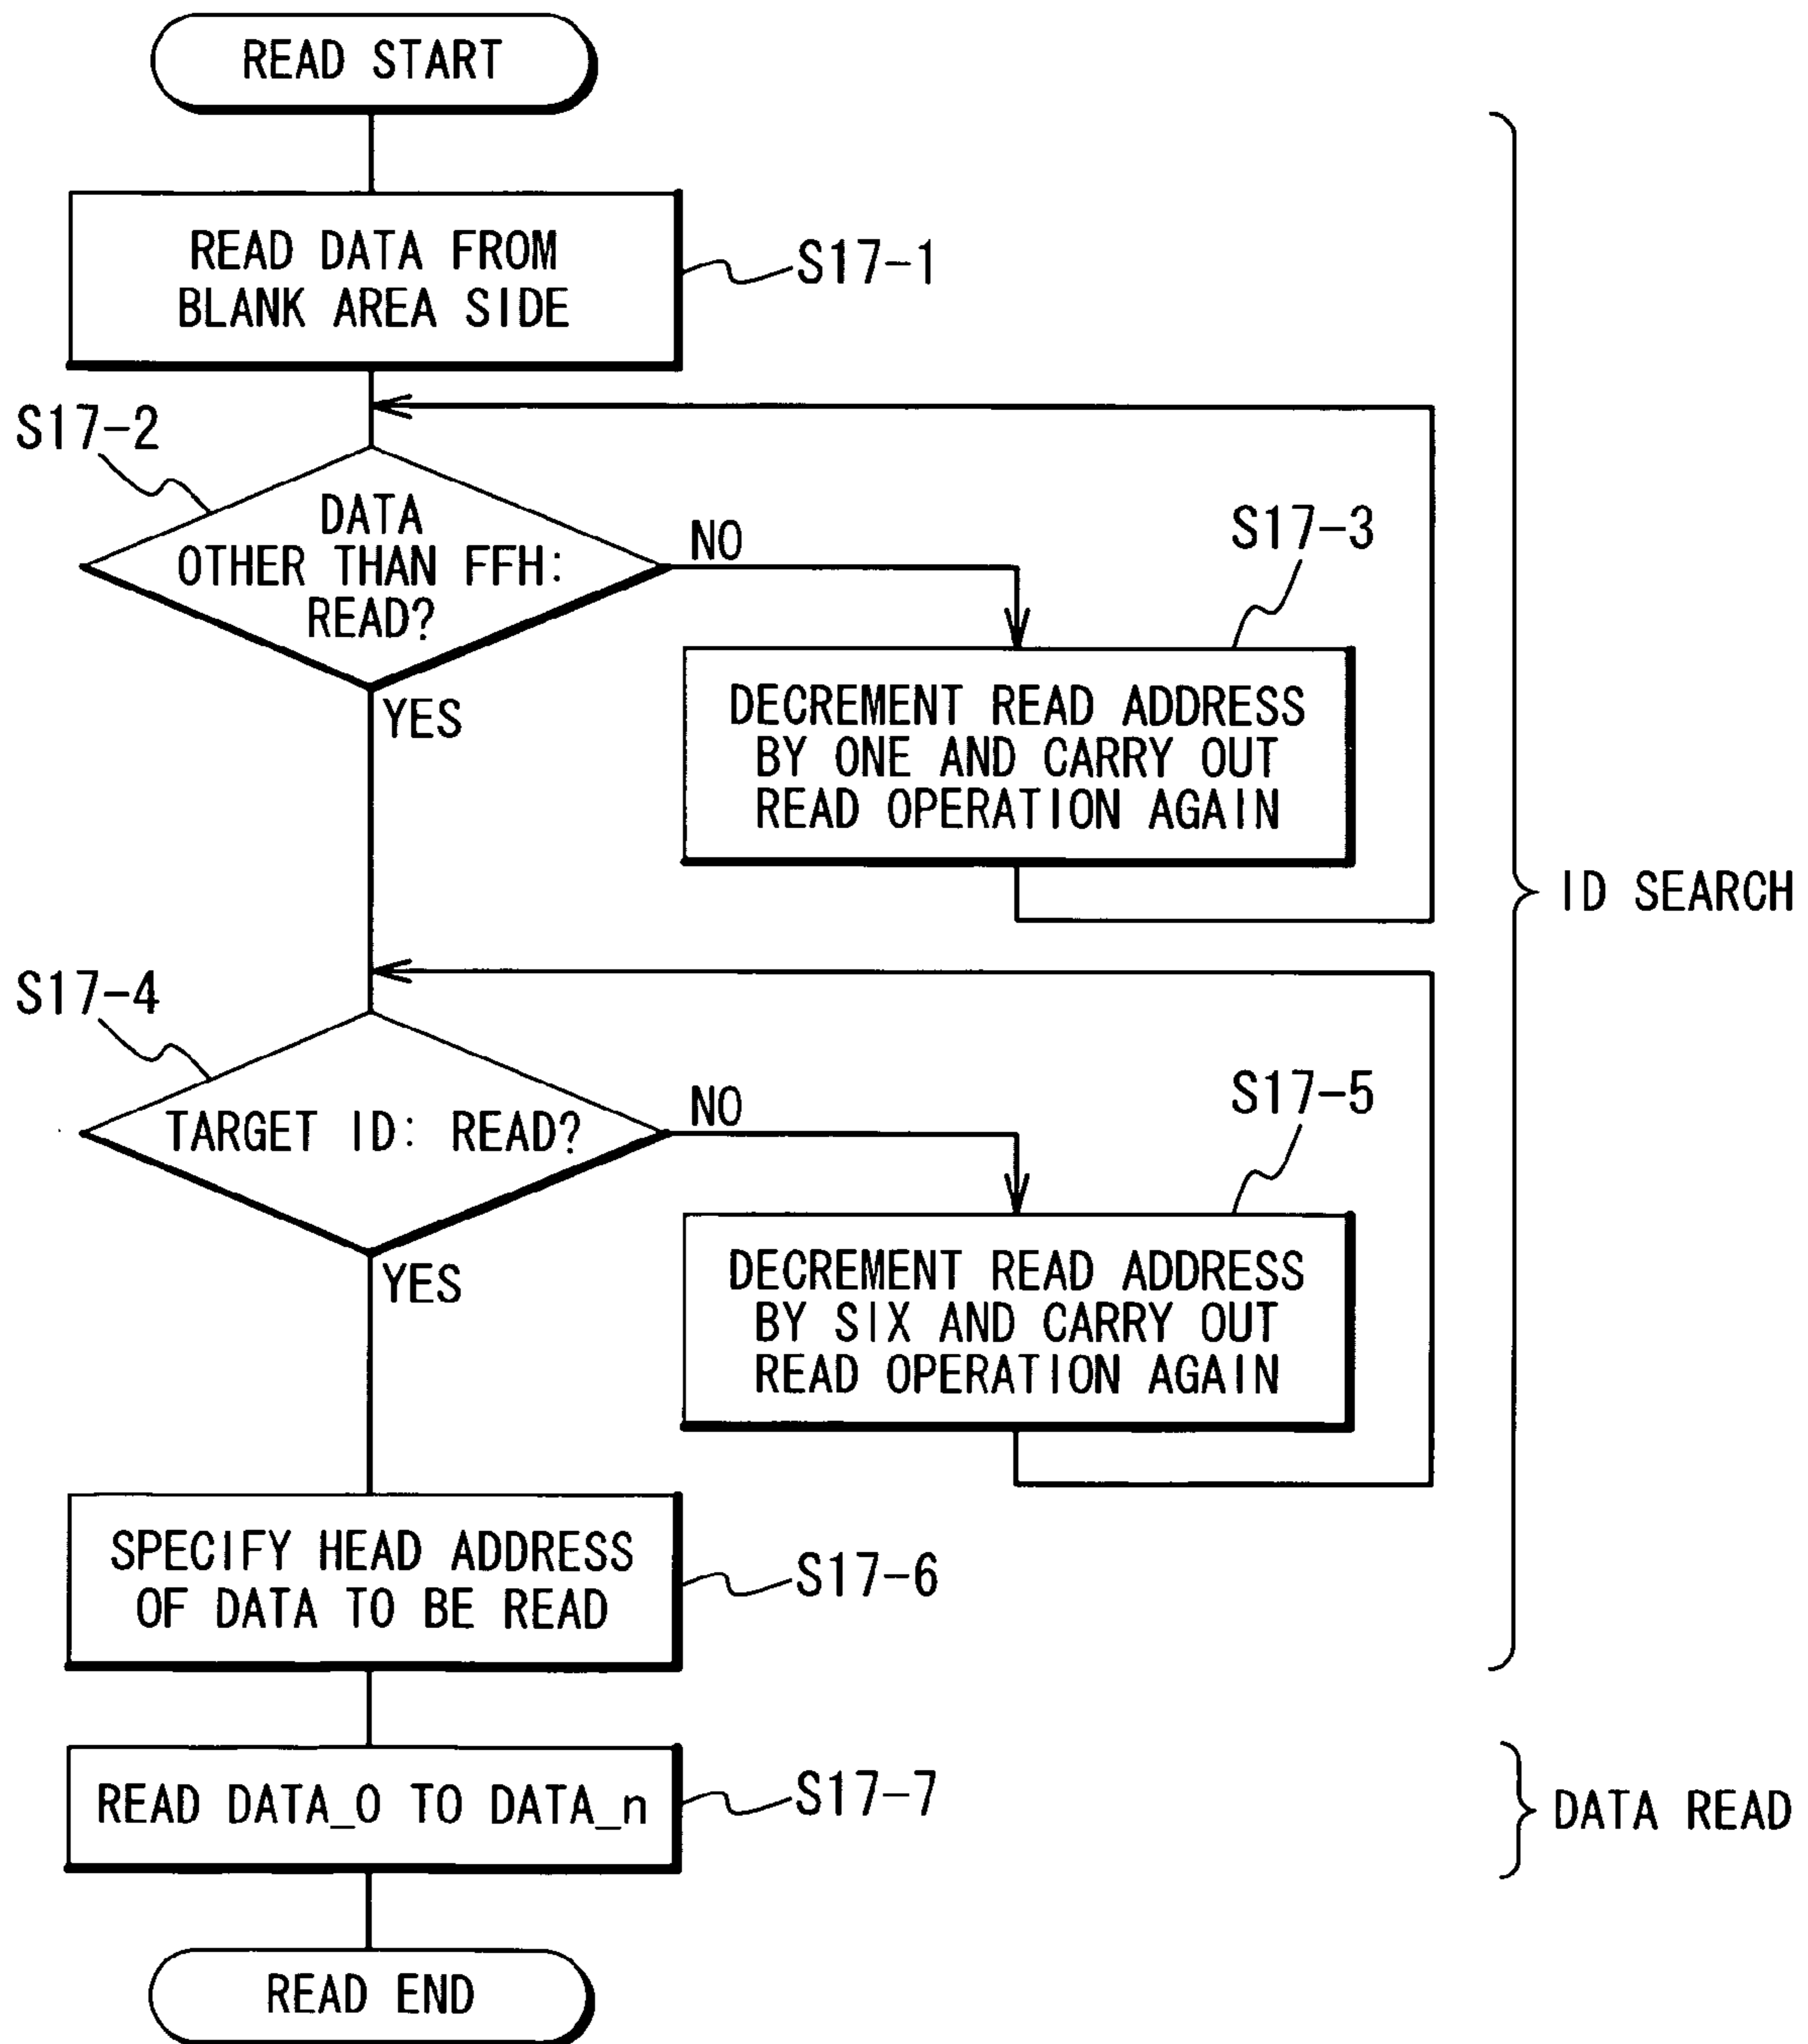 READ START
READ DATA FROM
BLANK AREA SIDE
S17-1
S17-2
DATA
OTHER THAN FFH:
READ?
NO
YES
S17-3
DECREMENT READ ADDRESS
BY ONE AND CARRY OUT
READ OPERATION AGAIN
ID SEARCH
S17-4
TARGET ID: READ?
NO
YES
S17-5
DECREMENT READ ADDRESS
BY SIX AND CARRY OUT
READ OPERATION AGAIN
SPECIFY HEAD ADDRESS
OF DATA TO BE READ
S17-6
READ DATA_0 TO DATA_n
S17-7
DATA READ
READ END